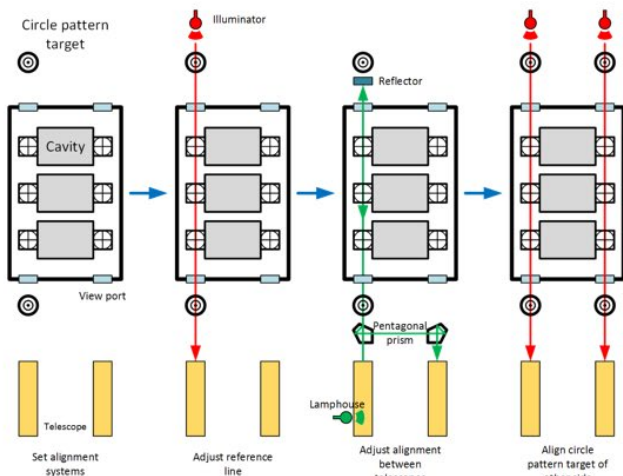 Circle pattern
target
Illuminator
Reflector
Cavity
View port
Pentagonal
prism
Lamphouse
Telescope
Set alignment
systems
Adjust reference
line
Adjust alignment
between
Align circle
pattern target of